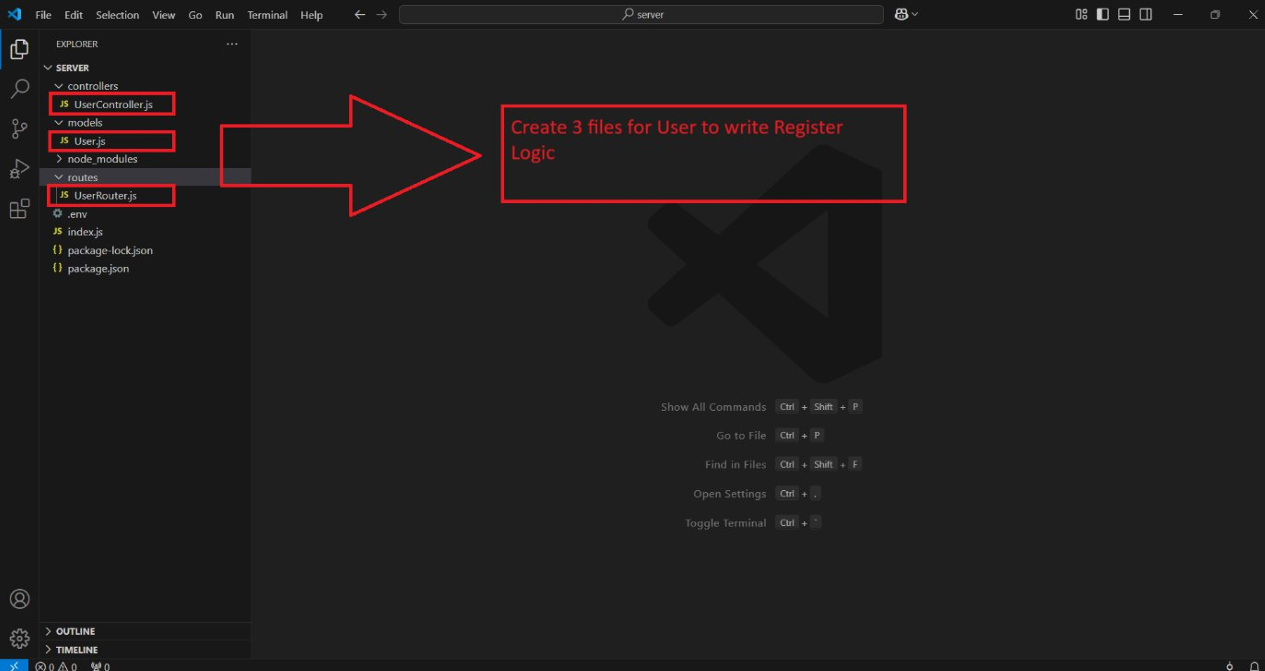 File Edit Selection View Go Run Terminal Help
server
EXPLORER
SERVER
controllers
JS UserController.js
models
JS User.js
node_modules
routes
JS UserRouter.js
.env
JS index.js
{} package-lock.json
{} package.json
Create 3 files for User to write Register
Logic
Show All Commands Ctrl + Shift + P
Go to File Ctrl + P
Find in Files Ctrl + Shift + F
Open Settings Ctrl + ,
Toggle Terminal Ctrl + `
OUTLINE
TIMELINE
0 0 0